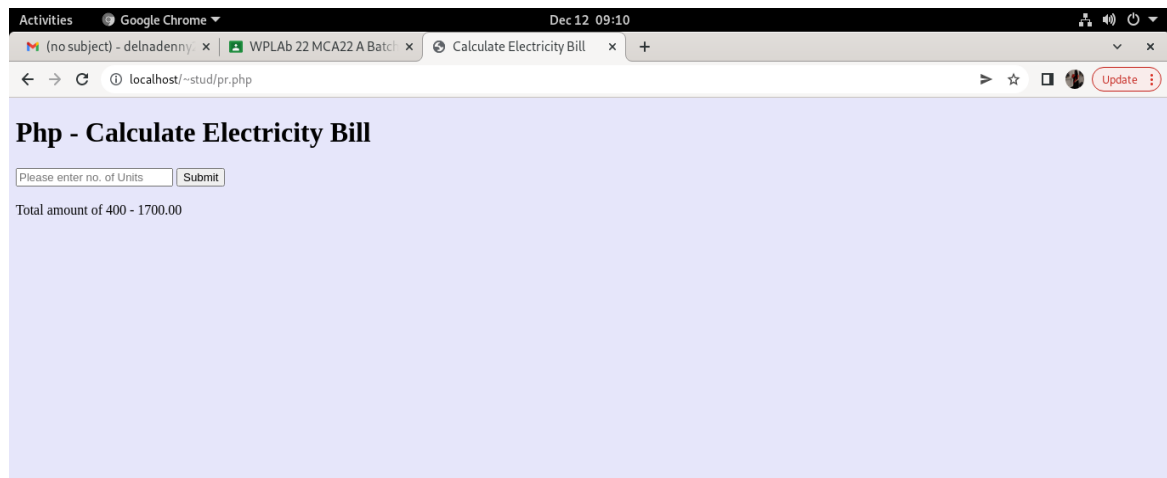 Activities Google Chrome Dec 12 09:10
(no subject) - delnadenny. WPLAb 22 MCA22 A Batch Calculate Electricity Bill
localhost/~stud/pr.php Update
Php - Calculate Electricity Bill
Please enter no. of Units Submit
Total amount of 400 - 1700.00